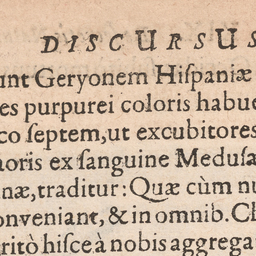 DISCURSUS
unt Geryonem Hiſpaniæ
es purpurei coloris habue
co ſeptem, ut excubitores
noris ex ſanguine Meduſæ
næ, traditur: Quæ cùm nu
onveniant, & in omnib. Ch
ritò hiſce à nobis aggrega